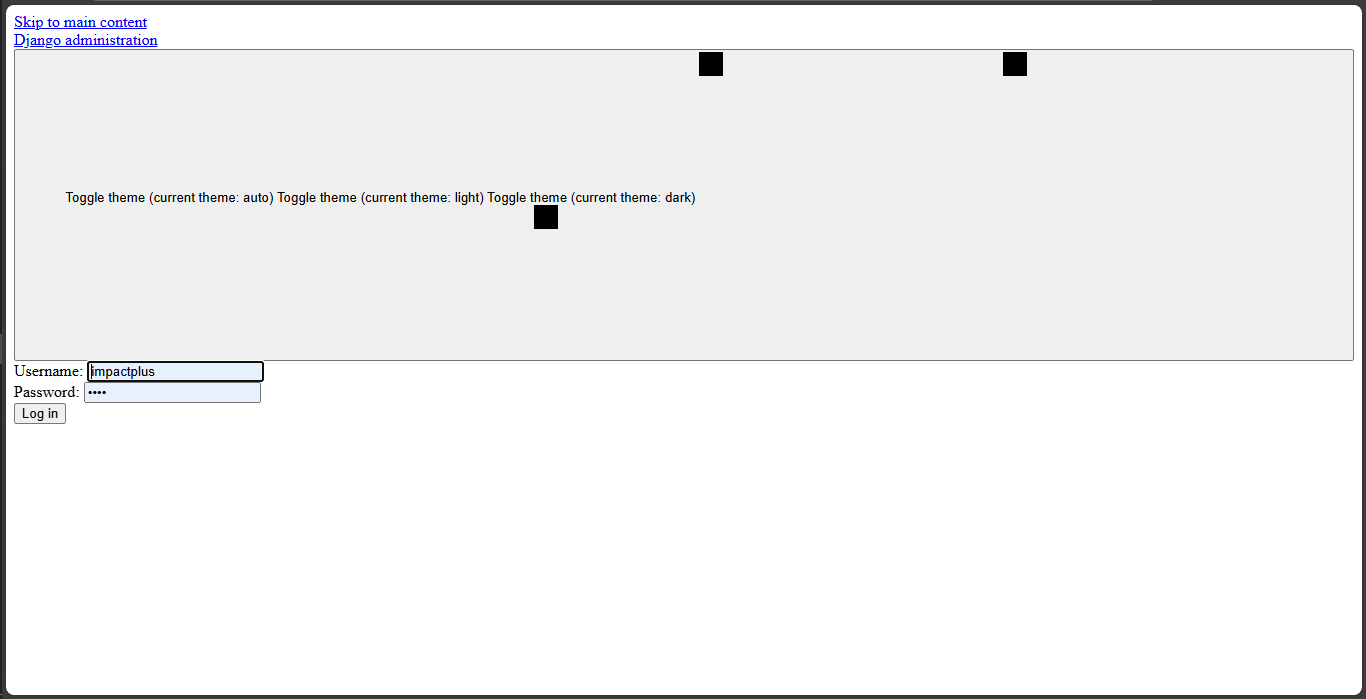 Skip to main content
Django administration
Toggle theme (current theme: auto) Toggle theme (current theme: light) Toggle theme (current theme: dark)
Username: impactplus
Password: ••••
Log in